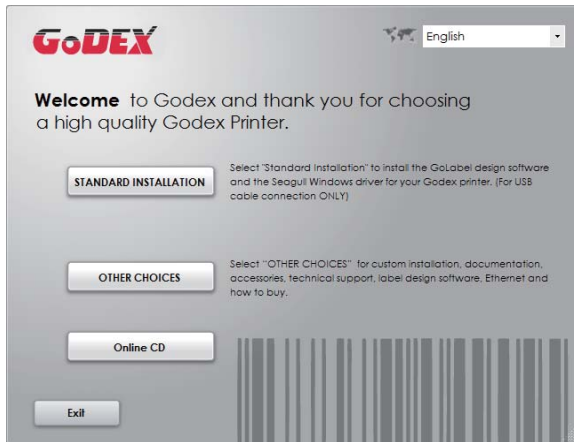 GoDEX
English
Welcome to Godex and thank you for choosing
a high quality Godex Printer.
STANDARD INSTALLATION
Select "Standard Installation" to install the GoLabel design software
and the Seagull Windows driver for your Godex printer. (For USB
cable connection ONLY)
OTHER CHOICES
Select "OTHER CHOICES" for custom installation, documentation,
accessories, technical support, label design software, Ethernet and
how to buy.
Online CD
Exit